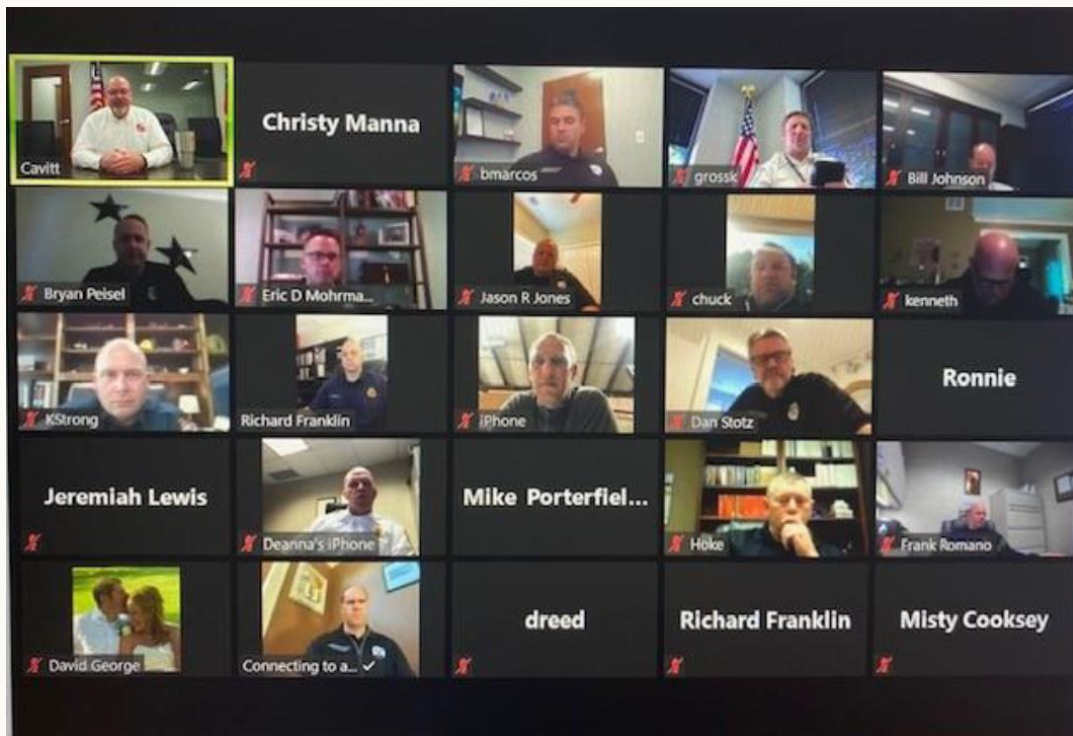 Cavitt
Christy Manna
bmarcos
grossk
Bill Johnson
Bryan Peisel
Eric D Mohrma...
Jason R Jones
chuck
kenneth
KStrong
Richard Franklin
iPhone
Dan Stotz
Ronnie
Jeremiah Lewis
Deanna's iPhone
Mike Porterfiel...
Hoke
Frank Romano
David George
Connecting to a...
dreed
Richard Franklin
Misty Cooksey